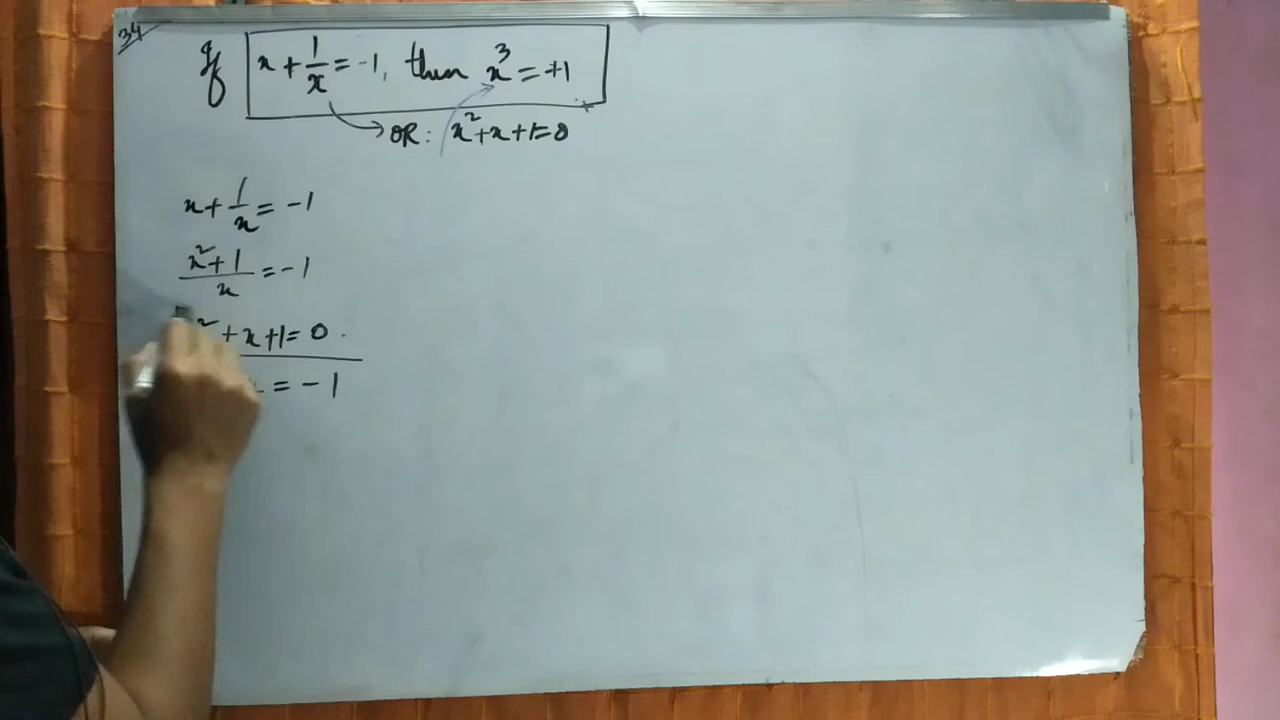 34
If x + 1/x = -1, then x³ = +1
OR: x² + x + 1 = 0
x + 1/x = -1
x² + 1 / x = -1
² + x + 1 = 0.
= -1